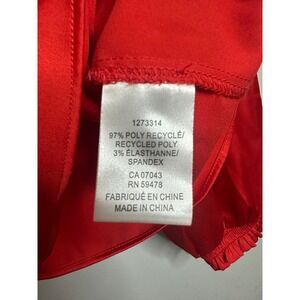 1273314
97% POLY RECYCLÉ/
RECYCLED POLY
3% ÉLASTHANNE/
SPANDEX
CA 07043
RN 59478
FABRIQUÉ EN CHINE
MADE IN CHINA